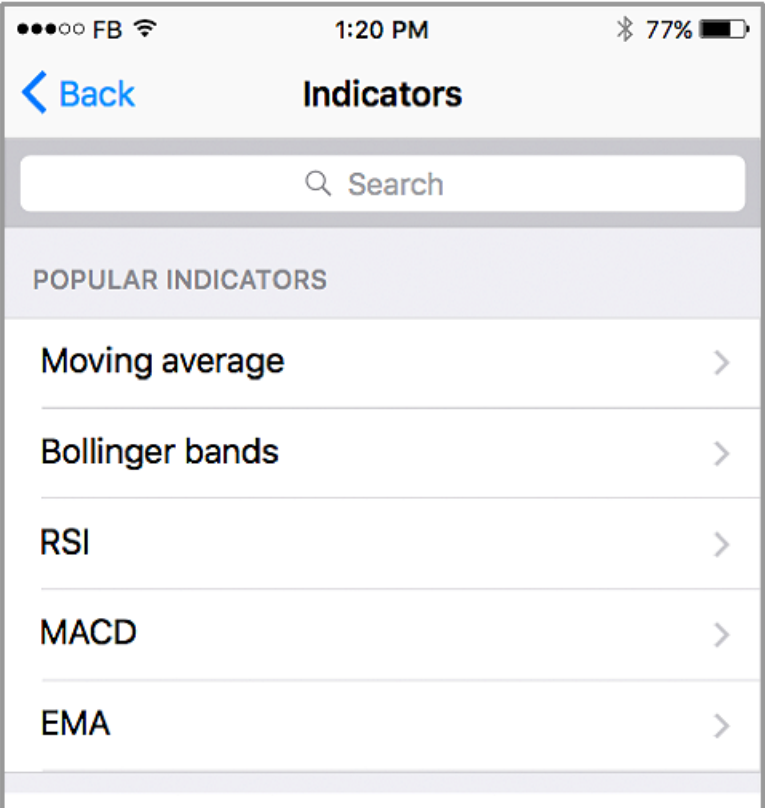 FB 1:20 PM 77%
Back Indicators
Search
POPULAR INDICATORS
Moving average
Bollinger bands
RSI
MACD
EMA